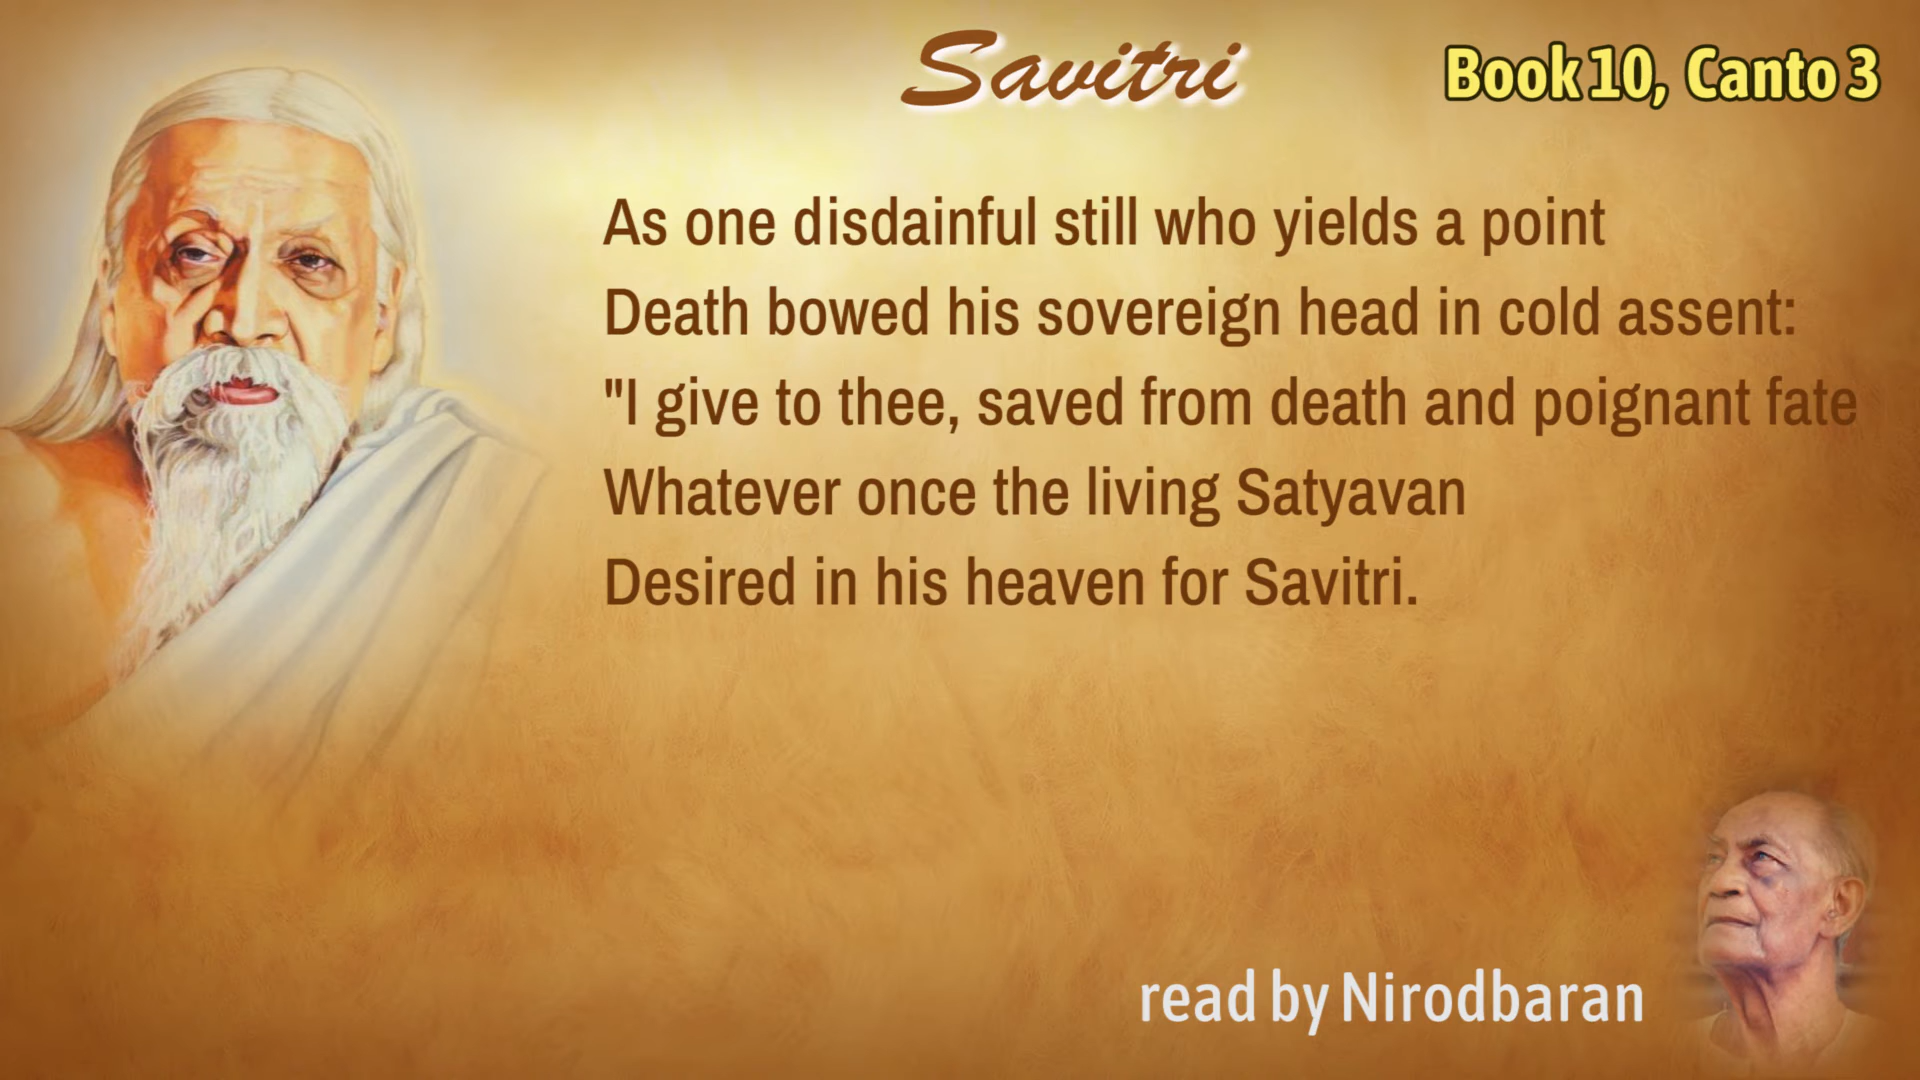 Savitri
Book 10, Canto 3
As one disdainful still who yields a point
Death bowed his sovereign head in cold assent:
"I give to thee, saved from death and poignant fate
Whatever once the living Satyavan
Desired in his heaven for Savitri.
read by Nirodbaran